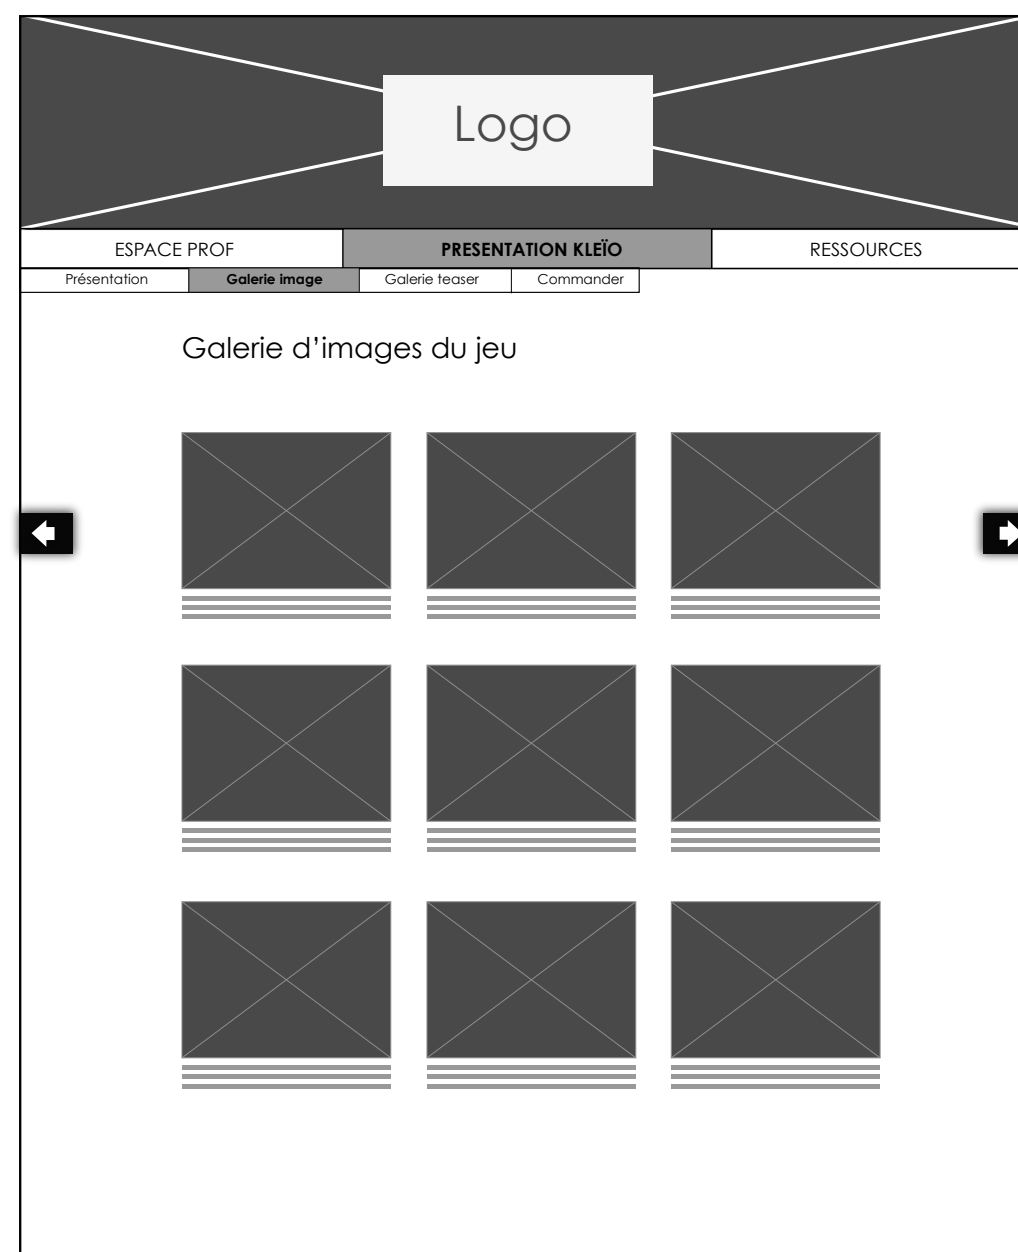 Logo
ESPACE PROF
PRESENTATION KLEÏO
RESSOURCES
Présentation
Galerie image
Galerie teaser
Commander
Galerie d’images du jeu